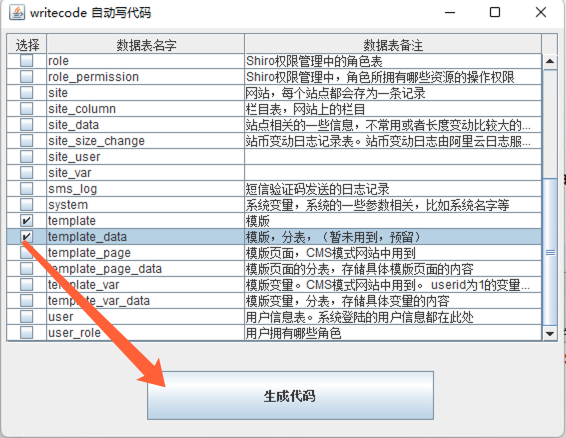 writecode 自动写代码
选择 数据表名字 数据表备注
role Shiro权限管理中的角色表
role_permission Shiro权限管理中，角色所拥有哪些资源的操作权限
site 网站，每个站点都会存为一条记录
site_column 栏目表，网站上的栏目
site_data 站点相关的一些信息，不常用或者长度变动比较大的...
site_size_change 站币变动日志记录表。站币变动日志由阿里云日志服...
site_user
site_var
sms_log 短信验证码发送的日志记录
system 系统变量，系统的一些参数相关，比如系统名字等
template 模版
template_data 模版，分表，（暂未用到，预留）
template_page 模版页面，CMS模式网站中用到
template_page_data 模版页面的分表，存储具体模版页面的内容
template_var 模版变量。CMS模式网站中用到。 userid为1的变量...
template_var_data 模版变量，分表，存储具体变量的内容
user 用户信息表。系统登陆的用户信息都在此处
user_role 用户拥有哪些角色
生成代码